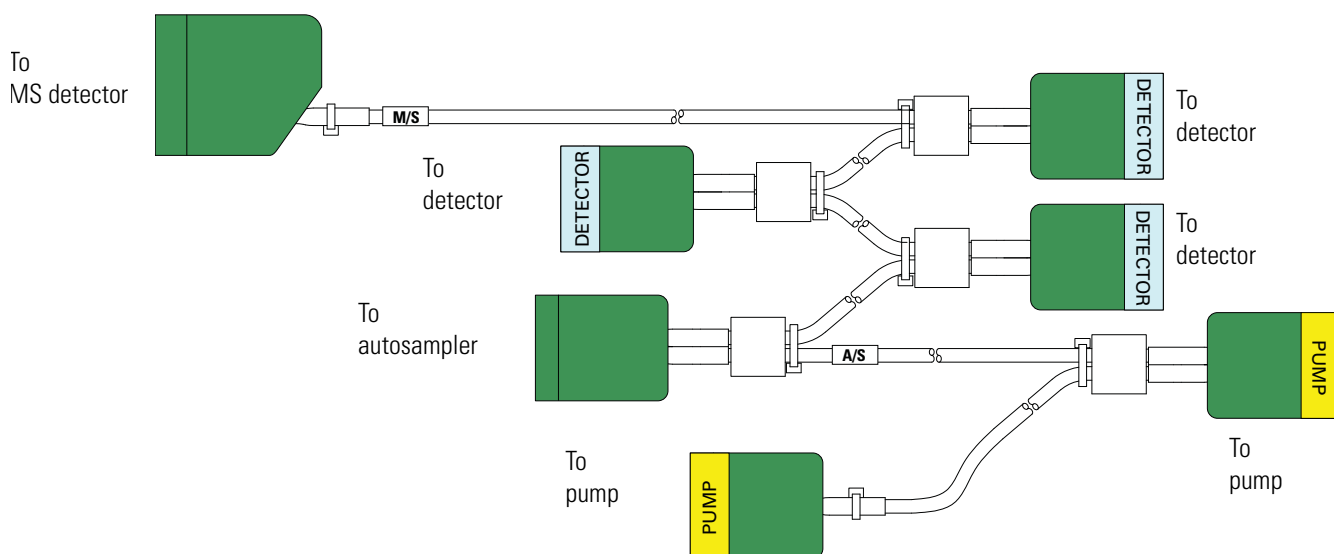 To
MS detector
M/S
DETECTOR
To
detector
To
detector
DETECTOR
DETECTOR
To
detector
To
autosampler
A/S
PUMP
To
pump
PUMP
To
pump